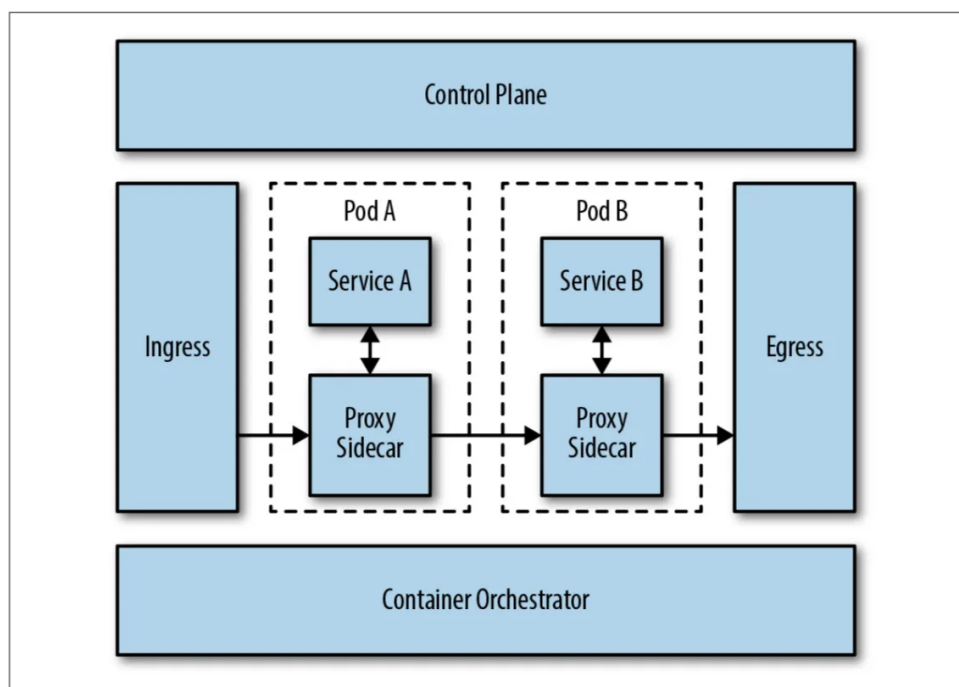 Control Plane
Pod A
Pod B
Service A
Service B
Ingress
Egress
Proxy
Sidecar
Proxy
Sidecar
Container Orchestrator